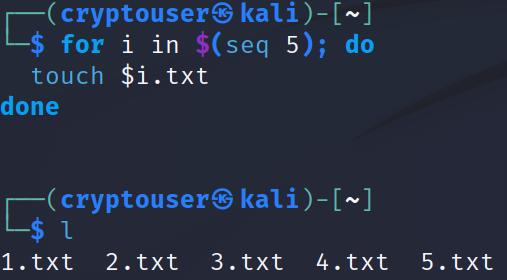 ┌──(cryptouser㉿kali)-[~]
└─$ for i in $(seq 5); do
  touch $i.txt
done
┌──(cryptouser㉿kali)-[~]
└─$ l
1.txt  2.txt  3.txt  4.txt  5.txt